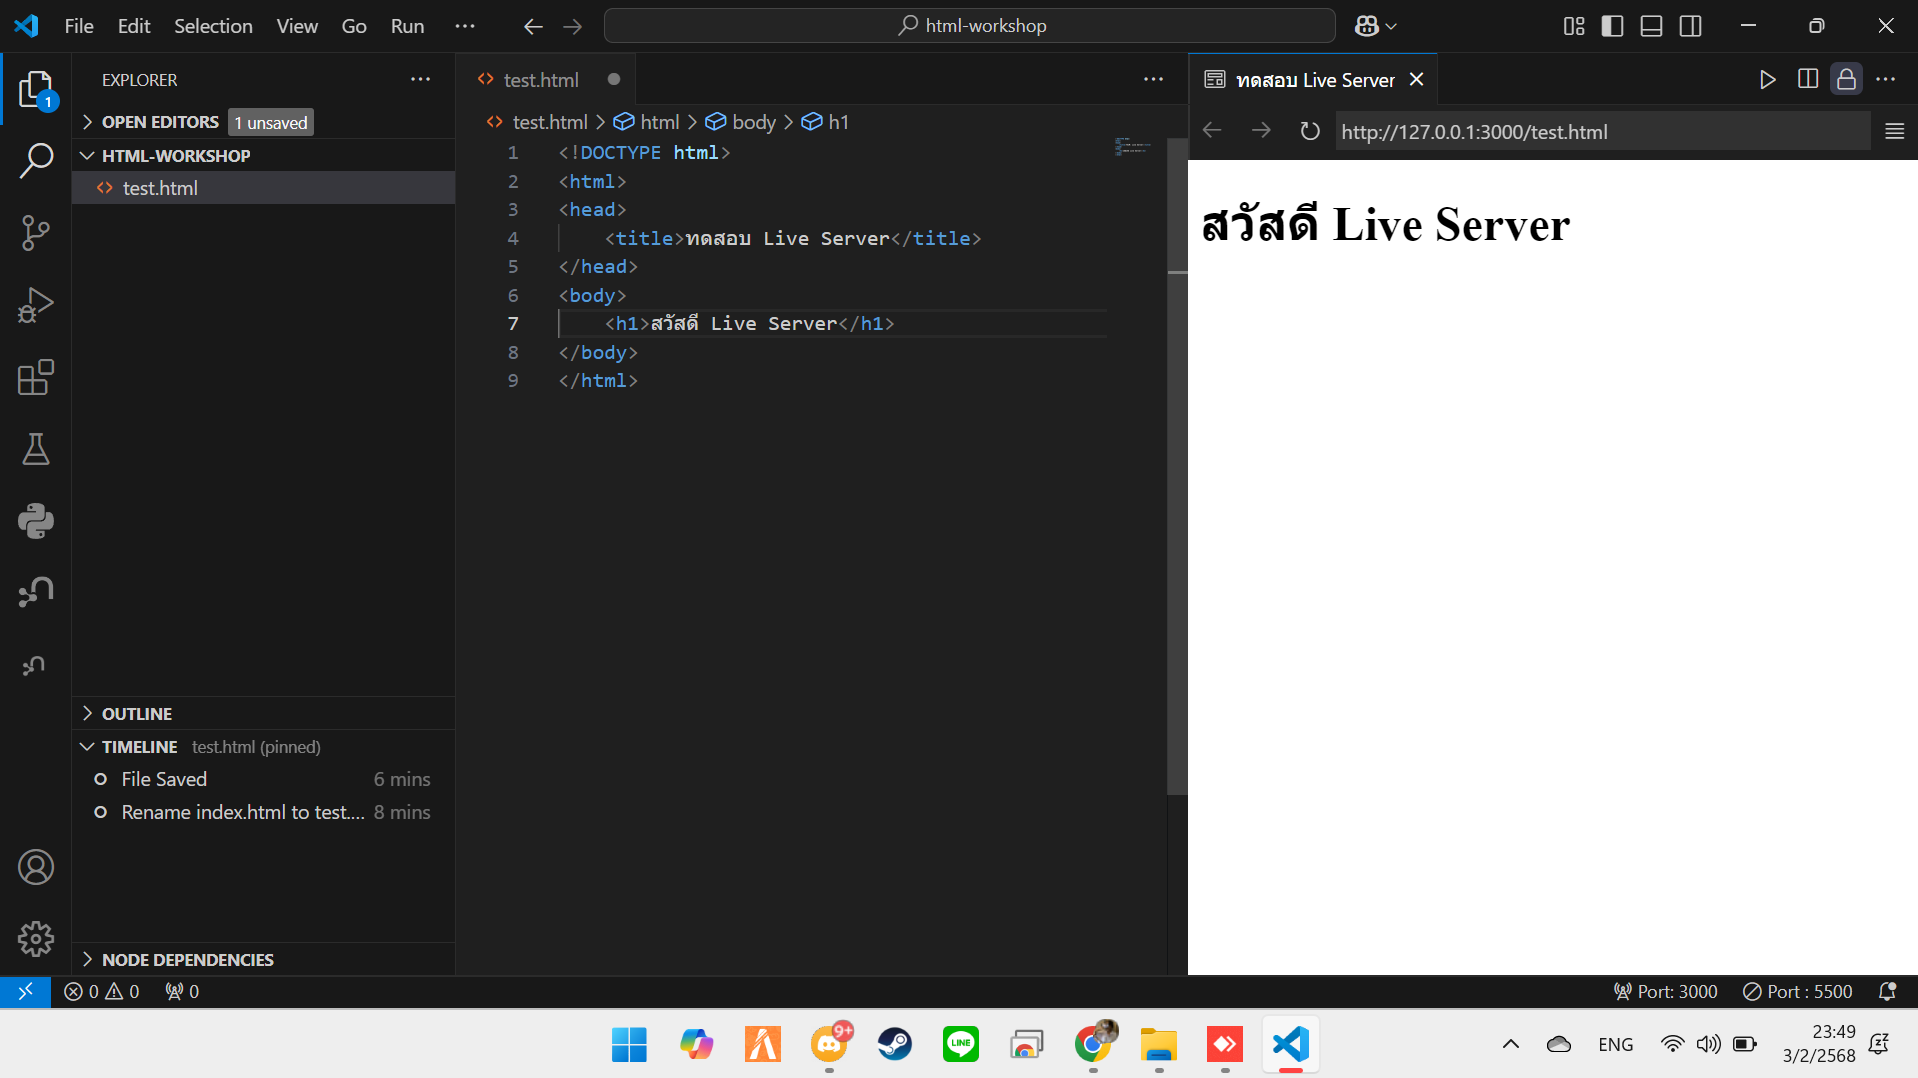 File Edit Selection View Go Run
html-workshop
EXPLORER
OPEN EDITORS 1 unsaved
HTML-WORKSHOP
test.html
1
test.html
test.html > html > body > h1
1 <!DOCTYPE html>
2 <html>
3 <head>
4 <title>ทดสอบ Live Server</title>
5 </head>
6 <body>
7 <h1>สวัสดี Live Server</h1>
8 </body>
9 </html>
ทดสอบ Live Server
http://127.0.0.1:3000/test.html
สวัสดี Live Server
OUTLINE
TIMELINE test.html (pinned)
File Saved 6 mins
Rename index.html to test.... 8 mins
NODE DEPENDENCIES
0 0 0
Port: 3000 Port : 5500
9+
LINE
ENG
23:49
3/2/2568